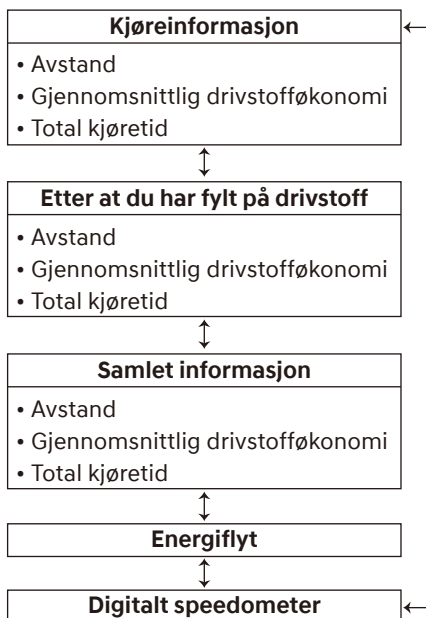 Kjøreinformasjon
• Avstand
• Gjennomsnittlig drivstofføkonomi
• Total kjøretid
Etter at du har fylt på drivstoff
• Avstand
• Gjennomsnittlig drivstofføkonomi
• Total kjøretid
Samlet informasjon
• Avstand
• Gjennomsnittlig drivstofføkonomi
• Total kjøretid
Energiflyt
Digitalt speedometer